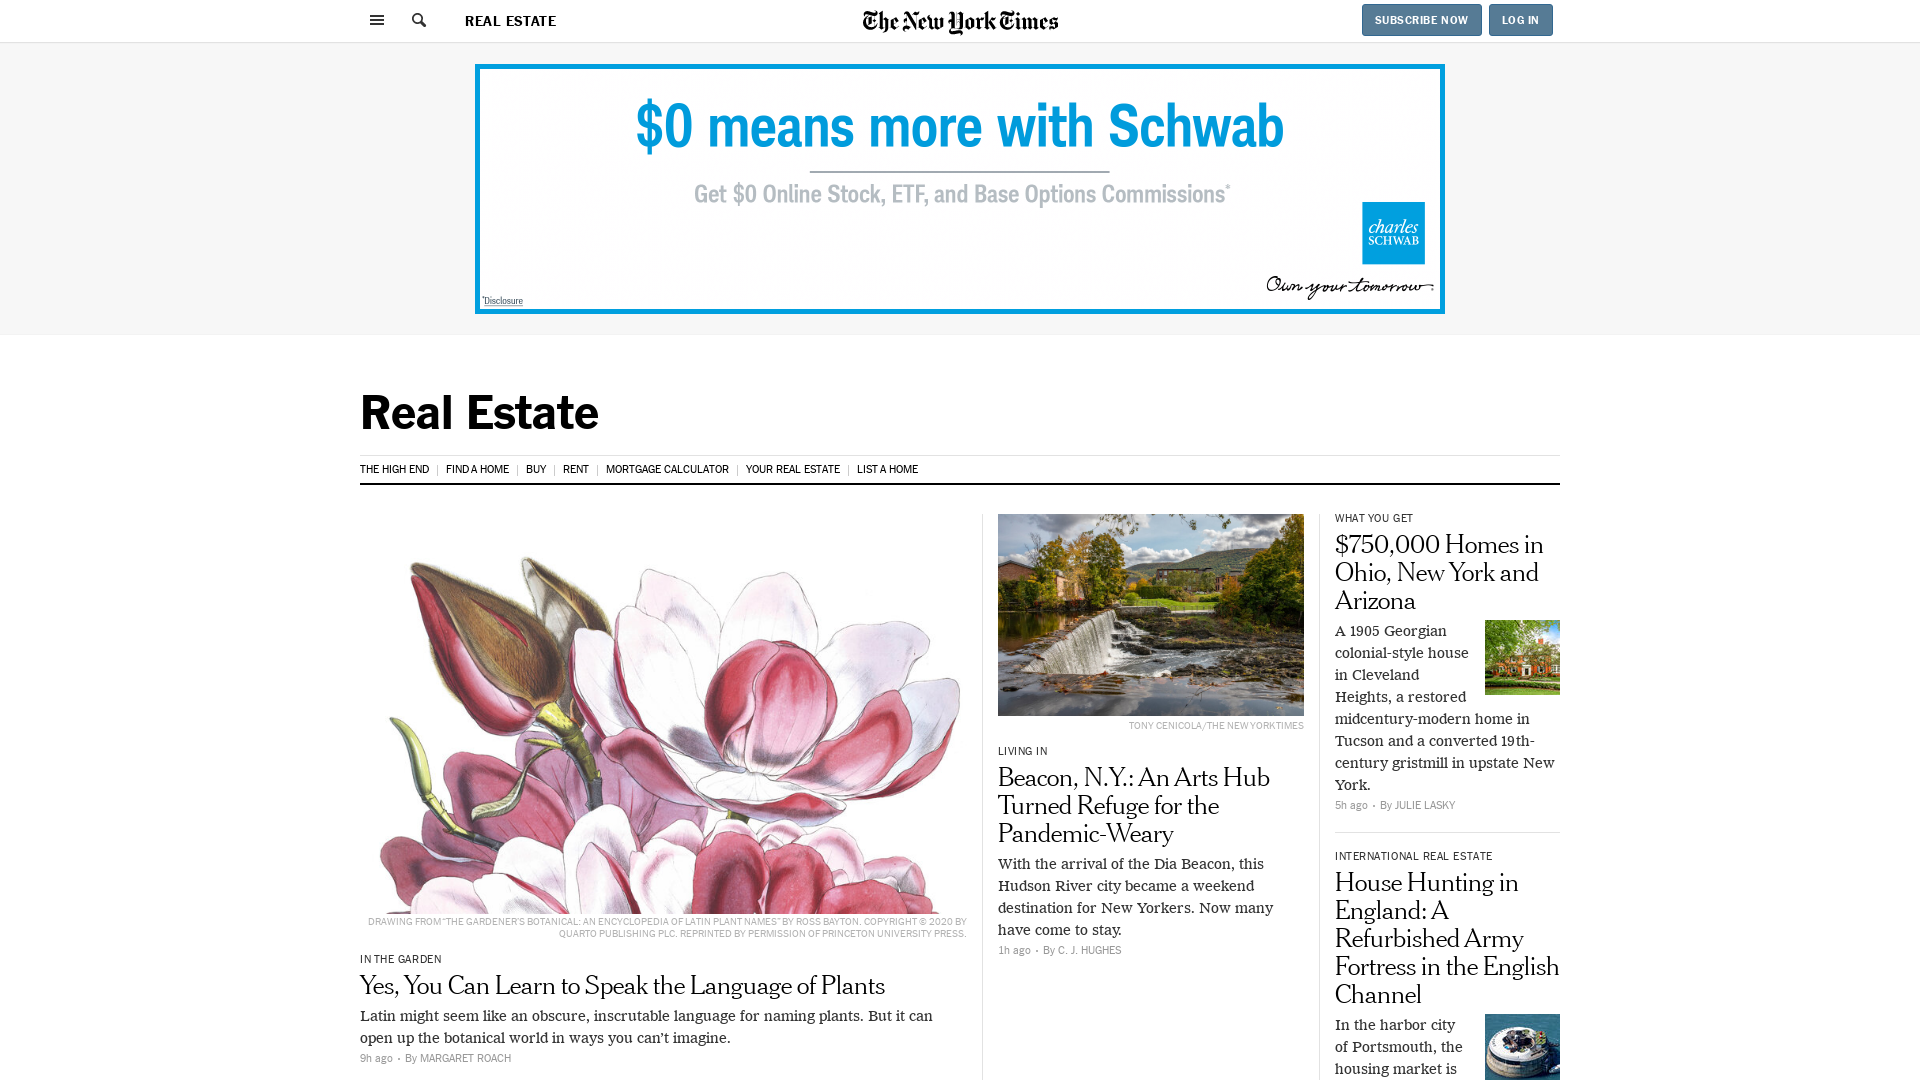 REAL ESTATE
The New York Times
SUBSCRIBE NOW
LOG IN
$0 means more with Schwab
Get $0 Online Stock, ETF, and Base Options Commissions*
charles
SCHWAB
Own your tomorrow
*Disclosure
Real Estate
THE HIGH END
FIND A HOME
BUY
RENT
MORTGAGE CALCULATOR
YOUR REAL ESTATE
LIST A HOME
DRAWING FROM “THE GARDENER’S BOTANICAL: AN ENCYCLOPEDIA OF LATIN PLANT NAMES” BY ROSS BAYTON. COPYRIGHT © 2020 BY
QUARTO PUBLISHING PLC. REPRINTED BY PERMISSION OF PRINCETON UNIVERSITY PRESS.
IN THE GARDEN
Yes, You Can Learn to Speak the Language of Plants
Latin might seem like an obscure, inscrutable language for naming plants. But it can
open up the botanical world in ways you can’t imagine.
9h ago • By MARGARET ROACH
TONY CENICOLA/THE NEW YORK TIMES
LIVING IN
Beacon, N.Y.: An Arts Hub
Turned Refuge for the
Pandemic-Weary
With the arrival of the Dia Beacon, this
Hudson River city became a weekend
destination for New Yorkers. Now many
have come to stay.
1h ago • By C. J. HUGHES
WHAT YOU GET
$750,000 Homes in
Ohio, New York and
Arizona
A 1905 Georgian
colonial-style house
in Cleveland
Heights, a restored
midcentury-modern home in
Tucson and a converted 19th-
century gristmill in upstate New
York.
5h ago • By JULIE LASKY
INTERNATIONAL REAL ESTATE
House Hunting in
England: A
Refurbished Army
Fortress in the English
Channel
In the harbor city
of Portsmouth, the
housing market is